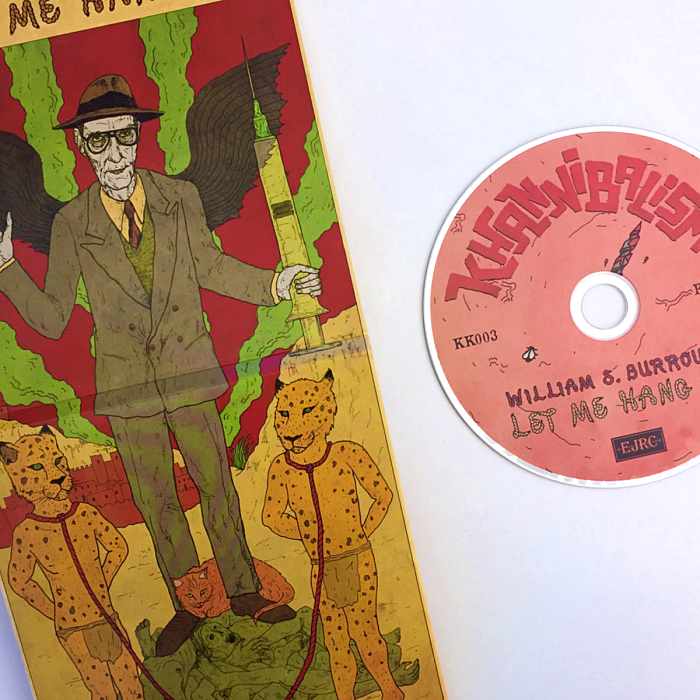 ME HAN
KHANNIBALISM
KK003
WILLIAM S. BURROU
LET ME HANG
EJRC